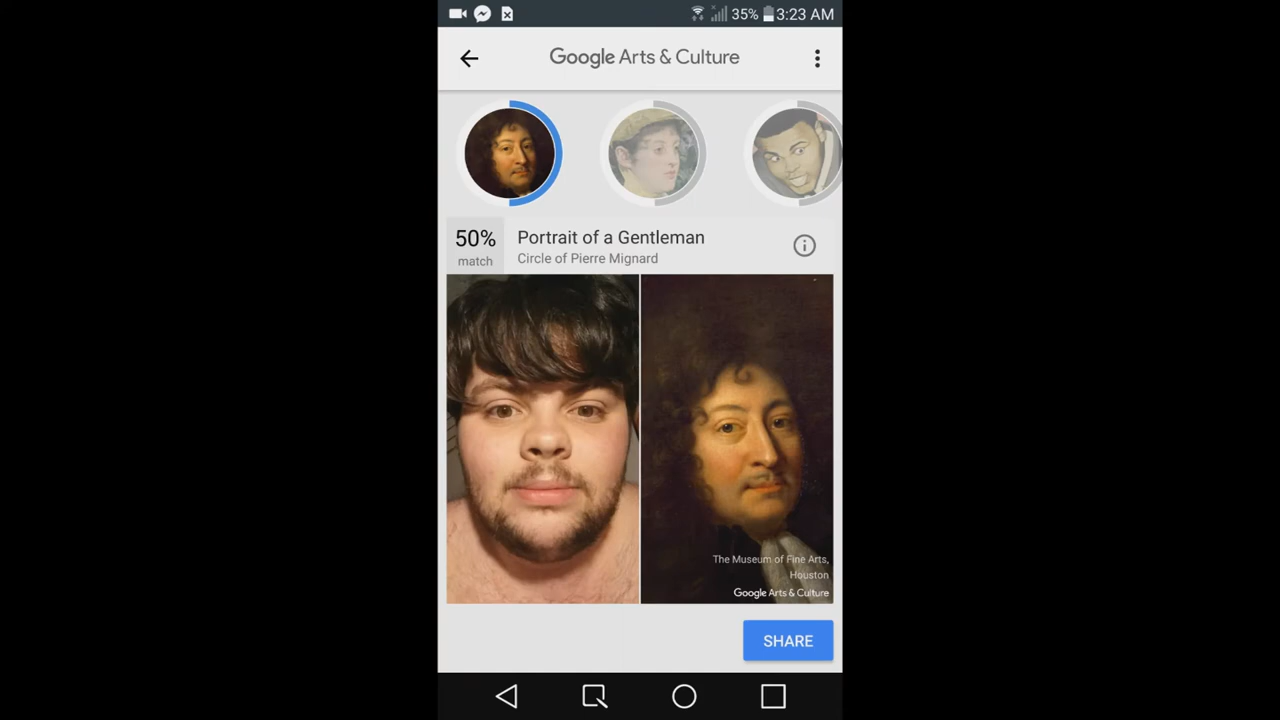 35% 3:23 AM
Google Arts & Culture
50%
match
Portrait of a Gentleman
Circle of Pierre Mignard
The Museum of Fine Arts,
Houston
Google Arts & Culture
SHARE